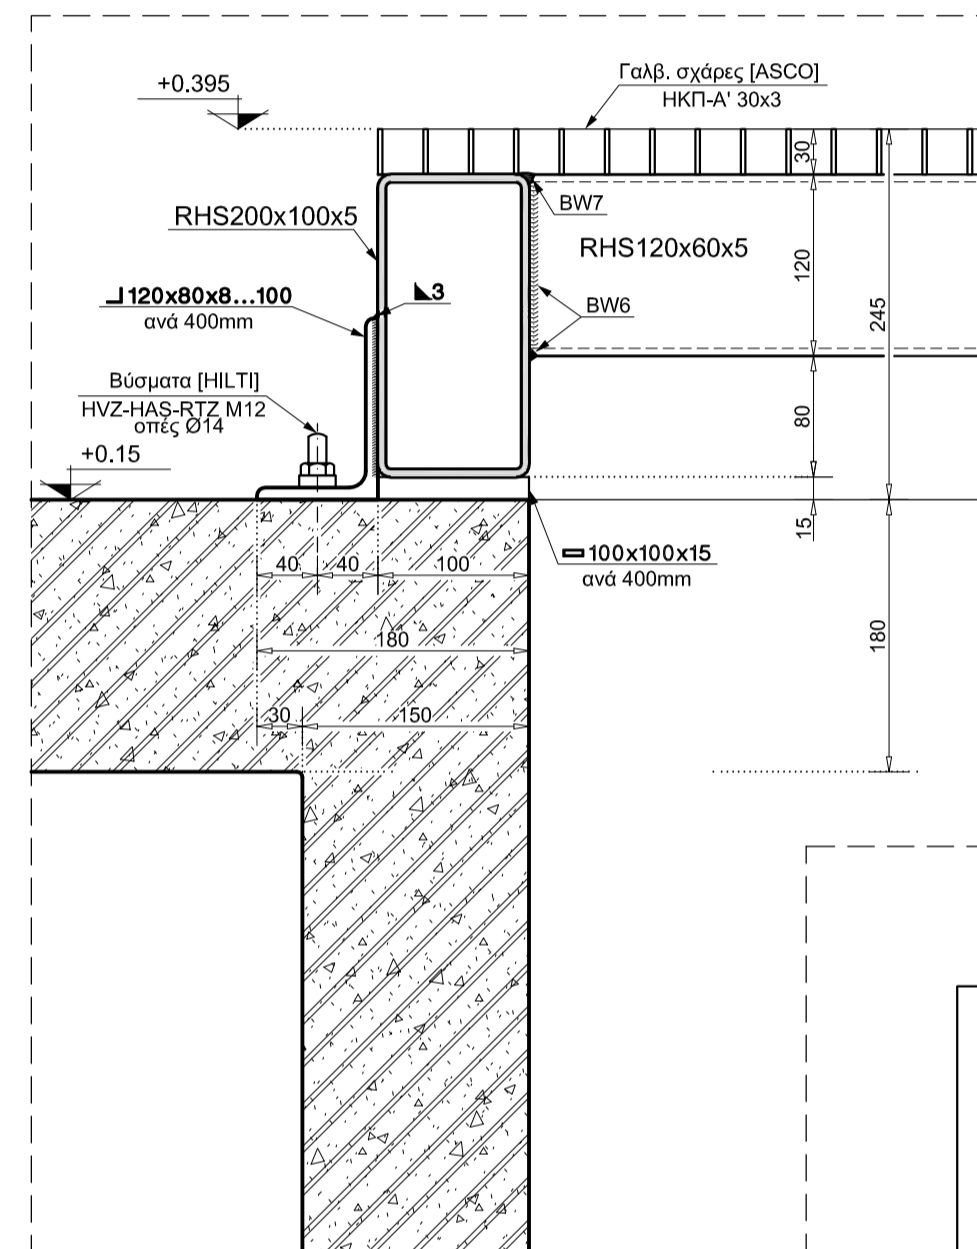 +0.395
Γαλβ. σχάρες [ASCO]
ΗΚΠ-Α' 30x3
30
RHS200x100x5
BW7
RHS120x60x5
120
245
120x80x8...100
ανά 400mm
3
BW6
Βύσματα [HILTI]
HVZ-HAS-RTZ M12
οπές Ø14
80
+0.15
15
100x100x15
ανά 400mm
40
40
100
180
180
30
150